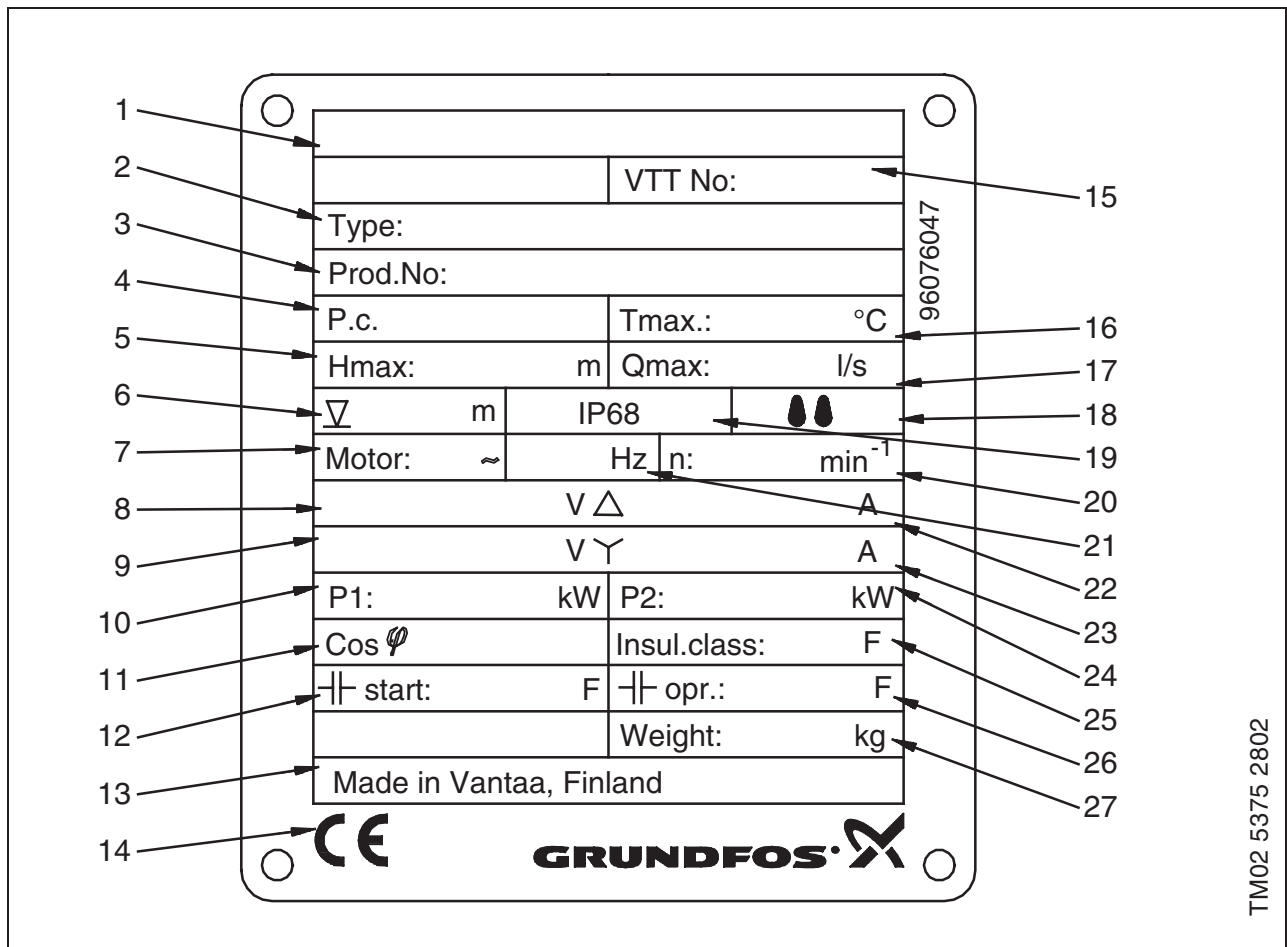 1
2
3
4
5
6
7
8
9
10
11
12
13
14
VTT No:
Type:
Prod.No:
P.c. Tmax.: °C
Hmax: m Qmax: l/s
m IP68
Motor: ~ Hz n: min⁻¹
V △ A
V Y A
P1: kW P2: kW
Cos φ Insul.class: F
⊣⊢ start: F ⊣⊢ opr.: F
Weight: kg
Made in Vantaa, Finland
CE GRUNDFOS
96076047
15
16
17
18
19
20
21
22
23
24
25
26
27
TM02 5375 2802